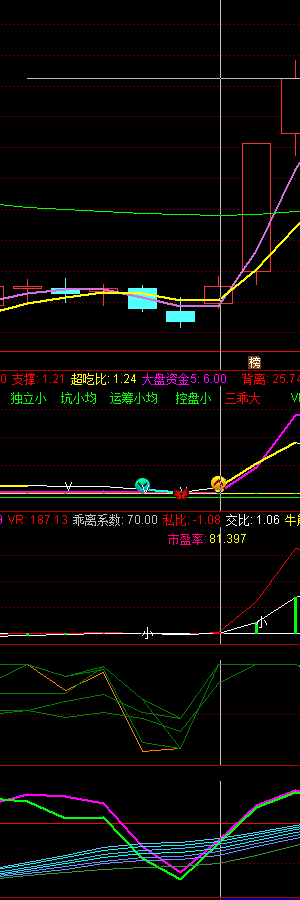 榜
0 支撑: 1.21 超吃比: 1.24 大盘资金5: 6.00 背离: 25.74
独立小 坑小均 运筹小均 控盘小 三乖大 V
V V
9 VR: 187.13 乖离系数: 70.00 私比: -1.08 交比: 1.06 牛熊
市盈率: 81.397
小
小